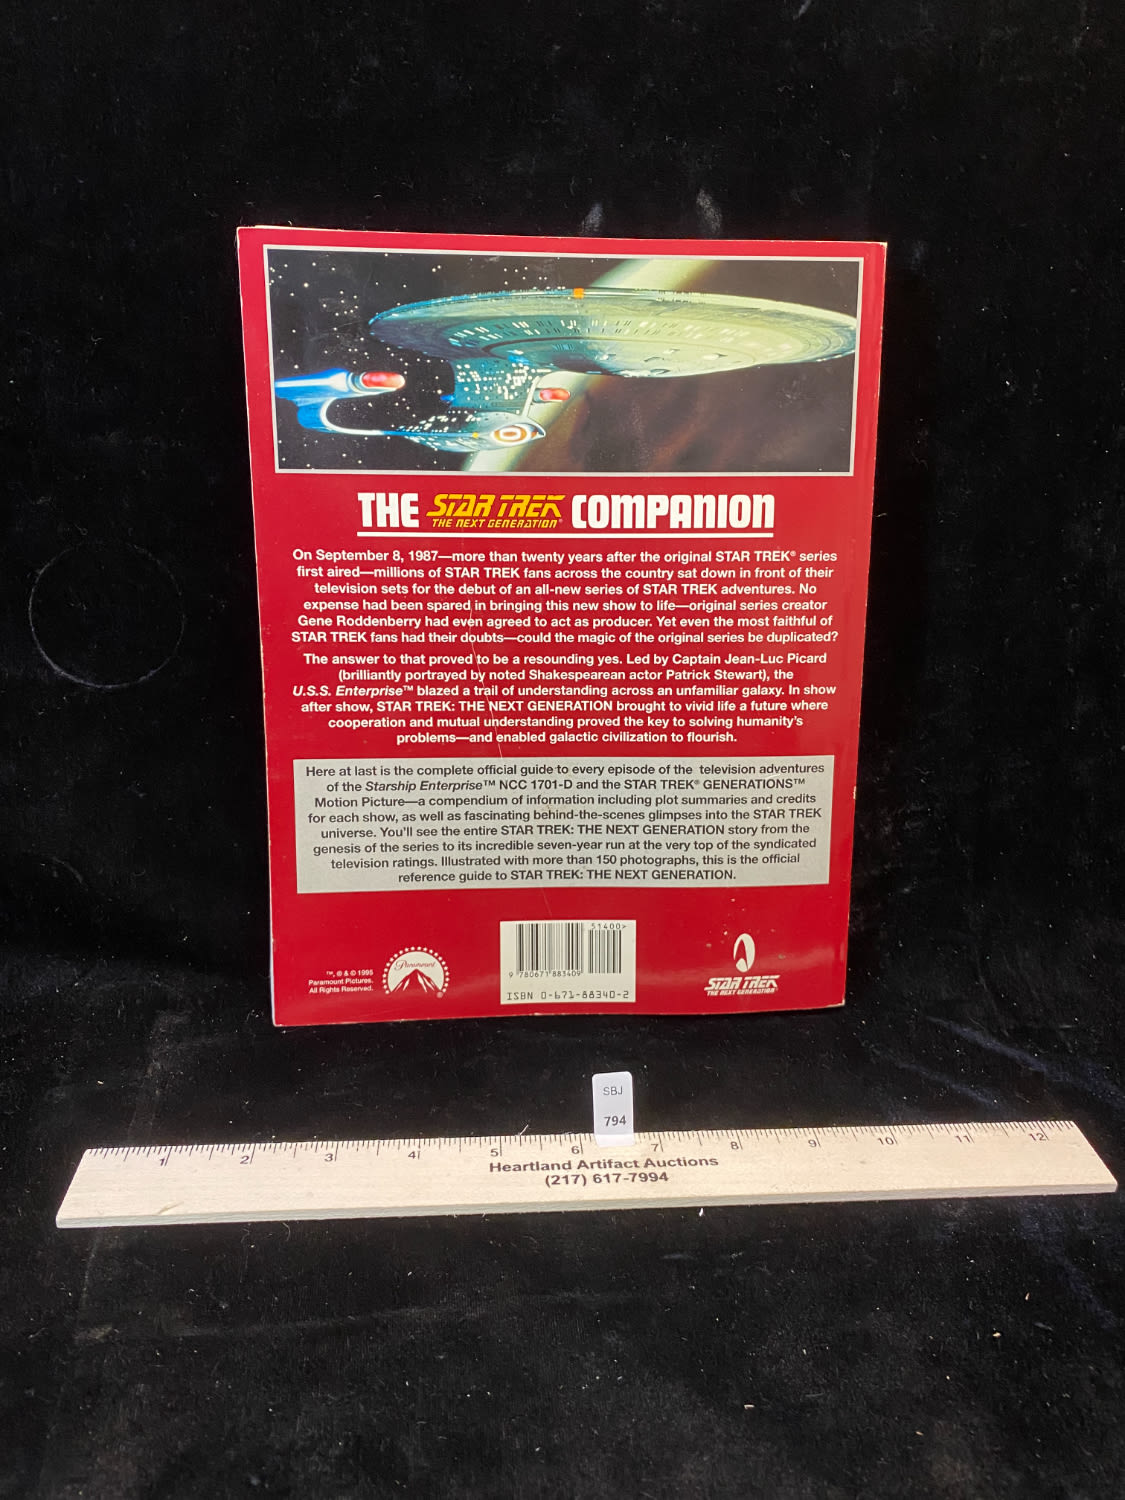 THE STAR TREK COMPANION
THE NEXT GENERATION®
On September 8, 1987—more than twenty years after the original STAR TREK® series
first aired—millions of STAR TREK fans across the country sat down in front of their
television sets for the debut of an all-new series of STAR TREK adventures. No
expense had been spared in bringing this new show to life—original series creator
Gene Roddenberry had even agreed to act as producer. Yet even the most faithful of
STAR TREK fans had their doubts—could the magic of the original series be duplicated?
The answer to that proved to be a resounding yes. Led by Captain Jean-Luc Picard
(brilliantly portrayed by noted Shakespearean actor Patrick Stewart), the
U.S.S. Enterprise™ blazed a trail of understanding across an unfamiliar galaxy. In show
after show, STAR TREK: THE NEXT GENERATION brought to vivid life a future where
cooperation and mutual understanding proved the key to solving humanity's
problems—and enabled galactic civilization to flourish.
Here at last is the complete official guide to every episode of the television adventures
of the Starship Enterprise™ NCC 1701-D and the STAR TREK® GENERATIONS™
Motion Picture—a compendium of information including plot summaries and credits
for each show, as well as fascinating behind-the-scenes glimpses into the STAR TREK
universe. You'll see the entire STAR TREK: THE NEXT GENERATION story from the
genesis of the series to its incredible seven-year run at the very top of the syndicated
television ratings. Illustrated with more than 150 photographs, this is the official
reference guide to STAR TREK: THE NEXT GENERATION.
™, ® & © 1995
Paramount Pictures.
All Rights Reserved.
Paramount
51400>
9 780671 883409
ISBN 0-671-88340-2
STAR TREK
THE NEXT GENERATION®
SBJ
794
1 2 3 4 5 6 7 8 9 10 11 12
Heartland Artifact Auctions
(217) 617-7994